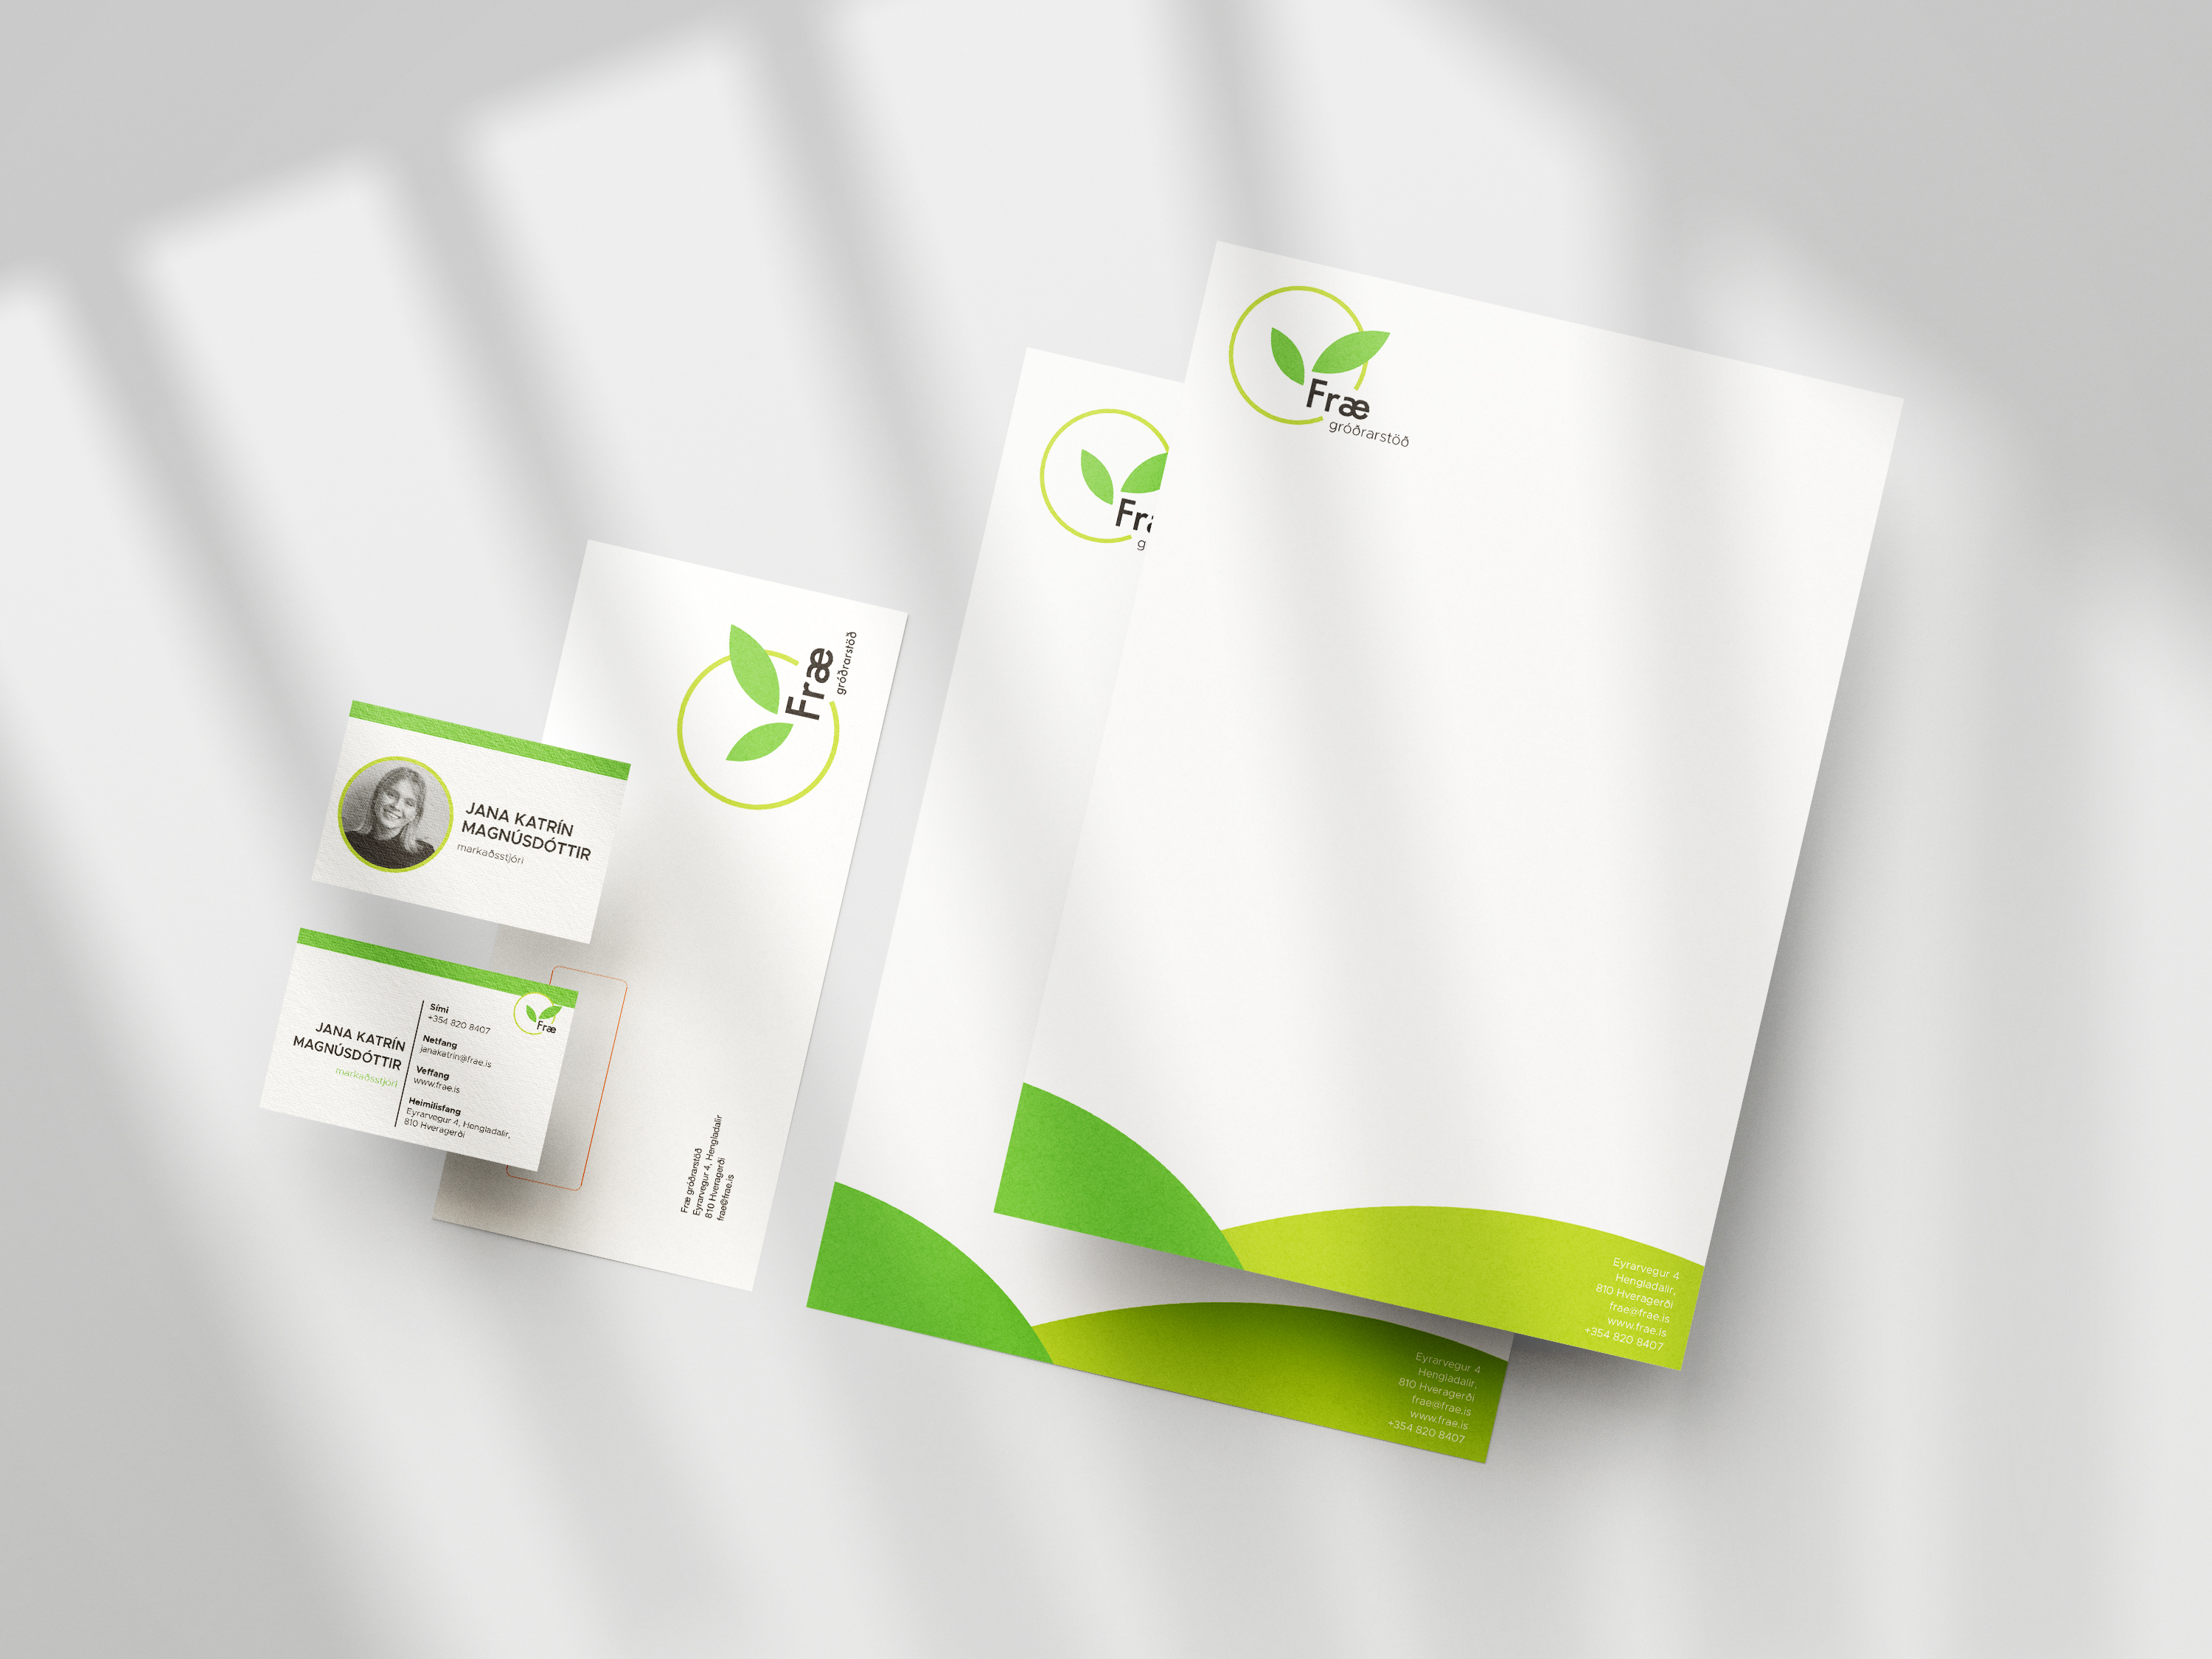 JANA KATRÍN
MAGNÚSDÓTTIR
markaðsstjóri
JANA KATRÍN
MAGNÚSDÓTTIR
markaðsstjóri
Sími
+354 820 8407
Netfang
janakatrin@frae.is
Veffang
www.frae.is
Heimilisfang
Eyrarvegur 4, Hengladalir,
810 Hveragerði
Fræ
Fræ
gróðrarstöð
Fræ gróðrarstöð
Eyrarvegur 4, Hengladalir
810 Hveragerði
frae@frae.is
Fr
g
Eyrarvegur 4
Hengladalir,
810 Hveragerði
frae@frae.is
www.frae.is
+354 820 8407
Fræ
gróðrarstöð
Eyrarvegur 4
Hengladalir,
810 Hveragerði
frae@frae.is
www.frae.is
+354 820 8407